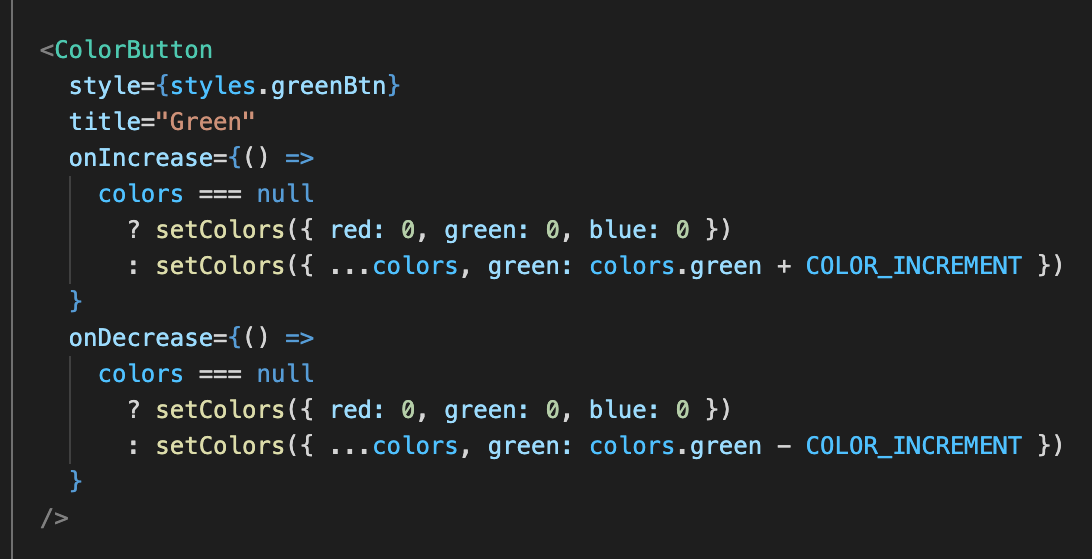 <ColorButton
style={styles.greenBtn}
title="Green"
onIncrease={() =>
colors === null
? setColors({ red: 0, green: 0, blue: 0 })
: setColors({ ...colors, green: colors.green + COLOR_INCREMENT })
}
onDecrease={() =>
colors === null
? setColors({ red: 0, green: 0, blue: 0 })
: setColors({ ...colors, green: colors.green - COLOR_INCREMENT })
}
/>